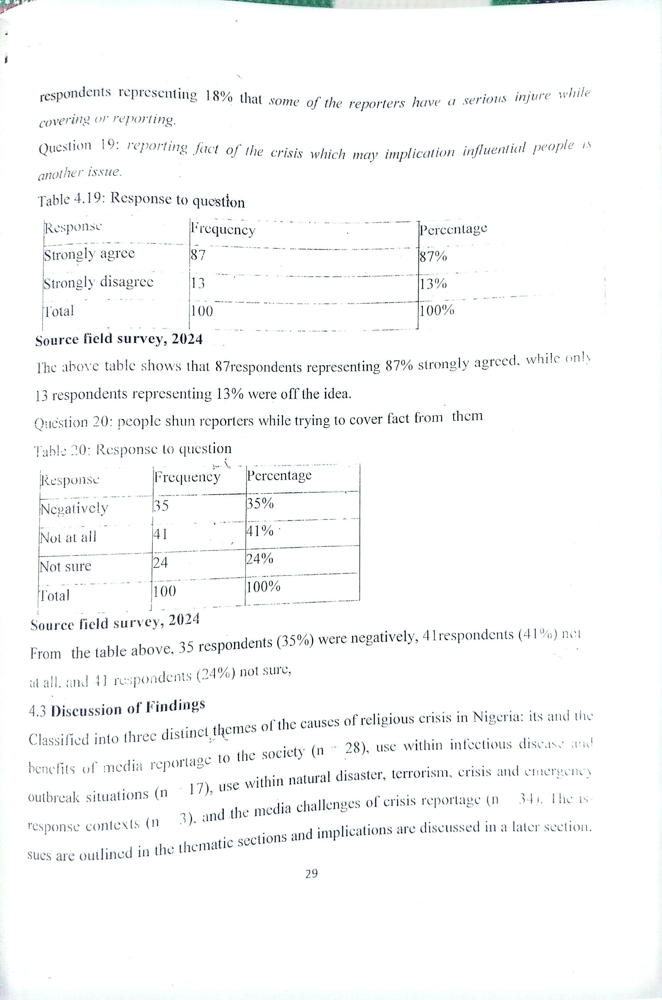 respondents representing 18% that some of the reporters have a serious injure while
covering or reporting.
Question 19: reporting fact of the crisis which may implication influential people is
another issue.
Table 4.19: Response to question
Response Frequency Percentage
Strongly agree 87 87%
Strongly disagree 13 13%
Total 100 100%
Source field survey, 2024
The above table shows that 87respondents representing 87% strongly agreed, while only
13 respondents representing 13% were off the idea.
Question 20: people shun reporters while trying to cover fact from them
Table 20: Response to question
Response Frequency Percentage
Negatively 35 35%
Not at all 41 41%
Not sure 24 24%
Total 100 100%
Source field survey, 2024
From the table above, 35 respondents (35%) were negatively, 41respondents (41%) not
at all, and 41 respondents (24%) not sure,
4.3 Discussion of Findings
Classified into three distinct themes of the causes of religious crisis in Nigeria: its and the
benefits of media reportage to the society (n = 28), use within infectious disease and
outbreak situations (n 17), use within natural disaster, terrorism, crisis and emergency
response contexts (n 3), and the media challenges of crisis reportage (n 34). The is-
sues are outlined in the thematic sections and implications are discussed in a later section.
29